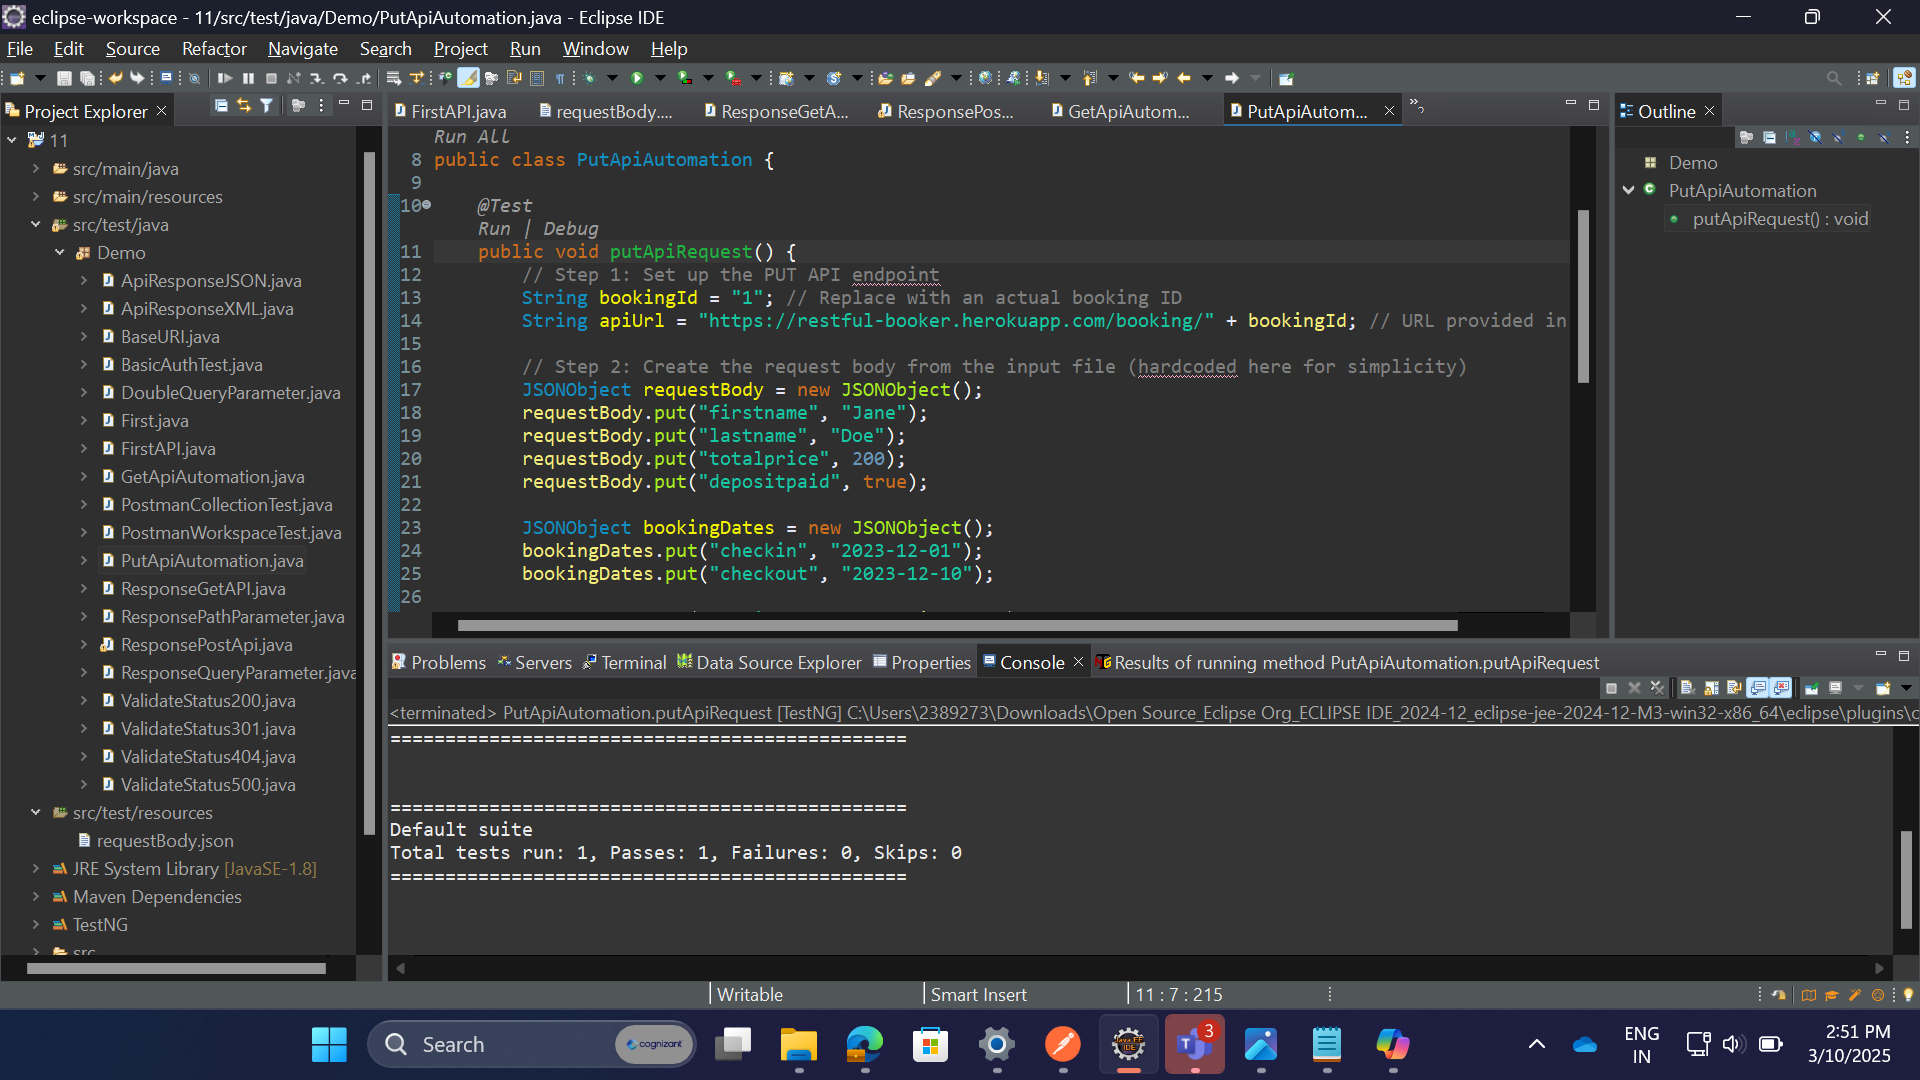 eclipse-workspace - 11/src/test/java/Demo/PutApiAutomation.java - Eclipse IDE
File Edit Source Refactor Navigate Search Project Run Window Help
Project Explorer
11
src/main/java
src/main/resources
src/test/java
Demo
ApiResponseJSON.java
ApiResponseXML.java
BaseURI.java
BasicAuthTest.java
DoubleQueryParameter.java
First.java
FirstAPI.java
GetApiAutomation.java
PostmanCollectionTest.java
PostmanWorkspaceTest.java
PutApiAutomation.java
ResponseGetAPI.java
ResponsePathParameter.java
ResponsePostApi.java
ResponseQueryParameter.java
ValidateStatus200.java
ValidateStatus301.java
ValidateStatus404.java
ValidateStatus500.java
src/test/resources
requestBody.json
JRE System Library [JavaSE-1.8]
Maven Dependencies
TestNG
src
FirstAPI.java requestBody.... ResponseGetA... ResponsePos... GetApiAutom... PutApiAutom...
Run All
8 public class PutApiAutomation {
9
10 @Test
Run | Debug
11 public void putApiRequest() {
12 // Step 1: Set up the PUT API endpoint
13 String bookingId = "1"; // Replace with an actual booking ID
14 String apiUrl = "https://restful-booker.herokuapp.com/booking/" + bookingId; // URL provided in
15
16 // Step 2: Create the request body from the input file (hardcoded here for simplicity)
17 JSONObject requestBody = new JSONObject();
18 requestBody.put("firstname", "Jane");
19 requestBody.put("lastname", "Doe");
20 requestBody.put("totalprice", 200);
21 requestBody.put("depositpaid", true);
22
23 JSONObject bookingDates = new JSONObject();
24 bookingDates.put("checkin", "2023-12-01");
25 bookingDates.put("checkout", "2023-12-10");
26
Outline
Demo
PutApiAutomation
putApiRequest() : void
Problems Servers Terminal Data Source Explorer Properties Console Results of running method PutApiAutomation.putApiRequest
<terminated> PutApiAutomation.putApiRequest [TestNG] C:\Users\2389273\Downloads\Open Source_Eclipse Org_ECLIPSE IDE_2024-12_eclipse-jee-2024-12-M3-win32-x86_64\eclipse\plugins\
===============================================
===============================================
Default suite
Total tests run: 1, Passes: 1, Failures: 0, Skips: 0
===============================================
Writable Smart Insert 11 : 7 : 215
Search cognizant
3
ENG
IN
2:51 PM
3/10/2025